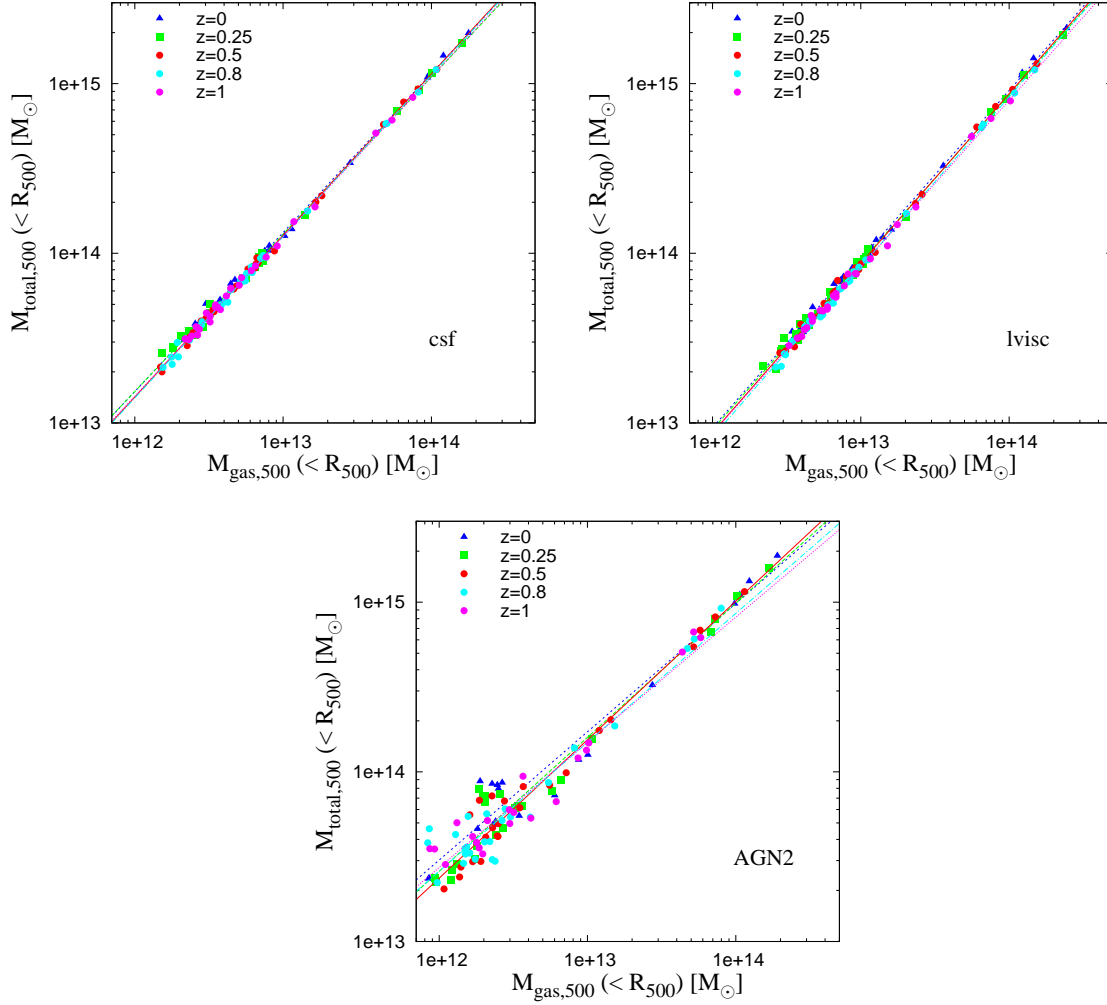 z=0
z=0.25
z=0.5
z=0.8
z=1
1e+15
1e+14
1e+13
M_total,500 (< R_500) [M_☉]
csf
1e+12 1e+13 1e+14
M_gas,500 (< R_500) [M_☉]
z=0
z=0.25
z=0.5
z=0.8
z=1
1e+15
1e+14
1e+13
M_total,500 (< R_500) [M_☉]
lvisc
1e+12 1e+13 1e+14
M_gas,500 (< R_500) [M_☉]
z=0
z=0.25
z=0.5
z=0.8
z=1
1e+15
1e+14
1e+13
M_total,500 (< R_500) [M_☉]
AGN2
1e+12 1e+13 1e+14
M_gas,500 (< R_500) [M_☉]